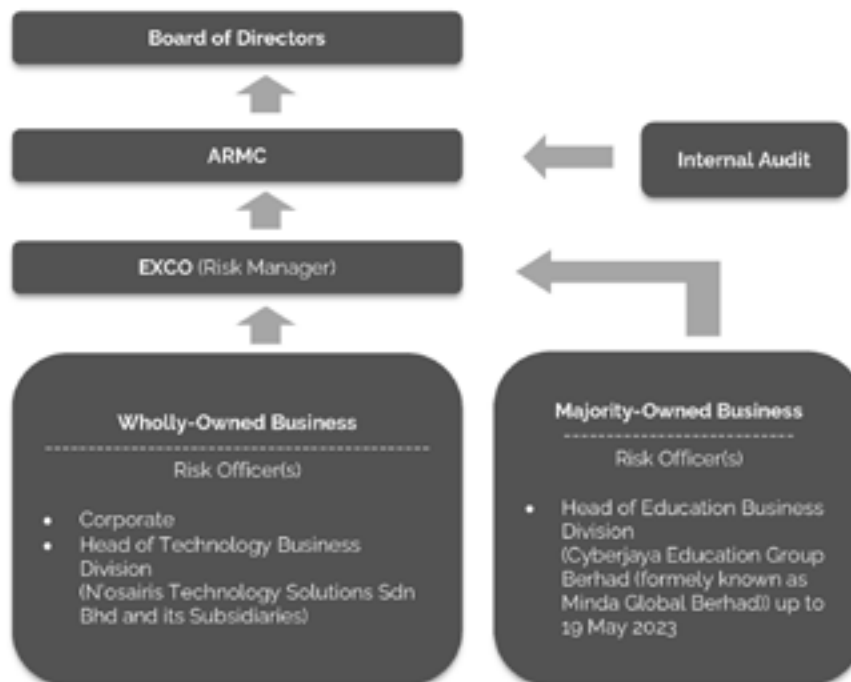 Board of Directors
ARMC
Internal Audit
EXCO (Risk Manager)
Wholly-Owned Business
Risk Officer(s)
• Corporate
• Head of Technology Business
Division
(N'osairis Technology Solutions Sdn
Bhd and its Subsidiaries)
Majority-Owned Business
Risk Officer(s)
• Head of Education Business
Division
(Cyberjaya Education Group
Berhad (formely known as
Minda Global Berhad)) up to
19 May 2023